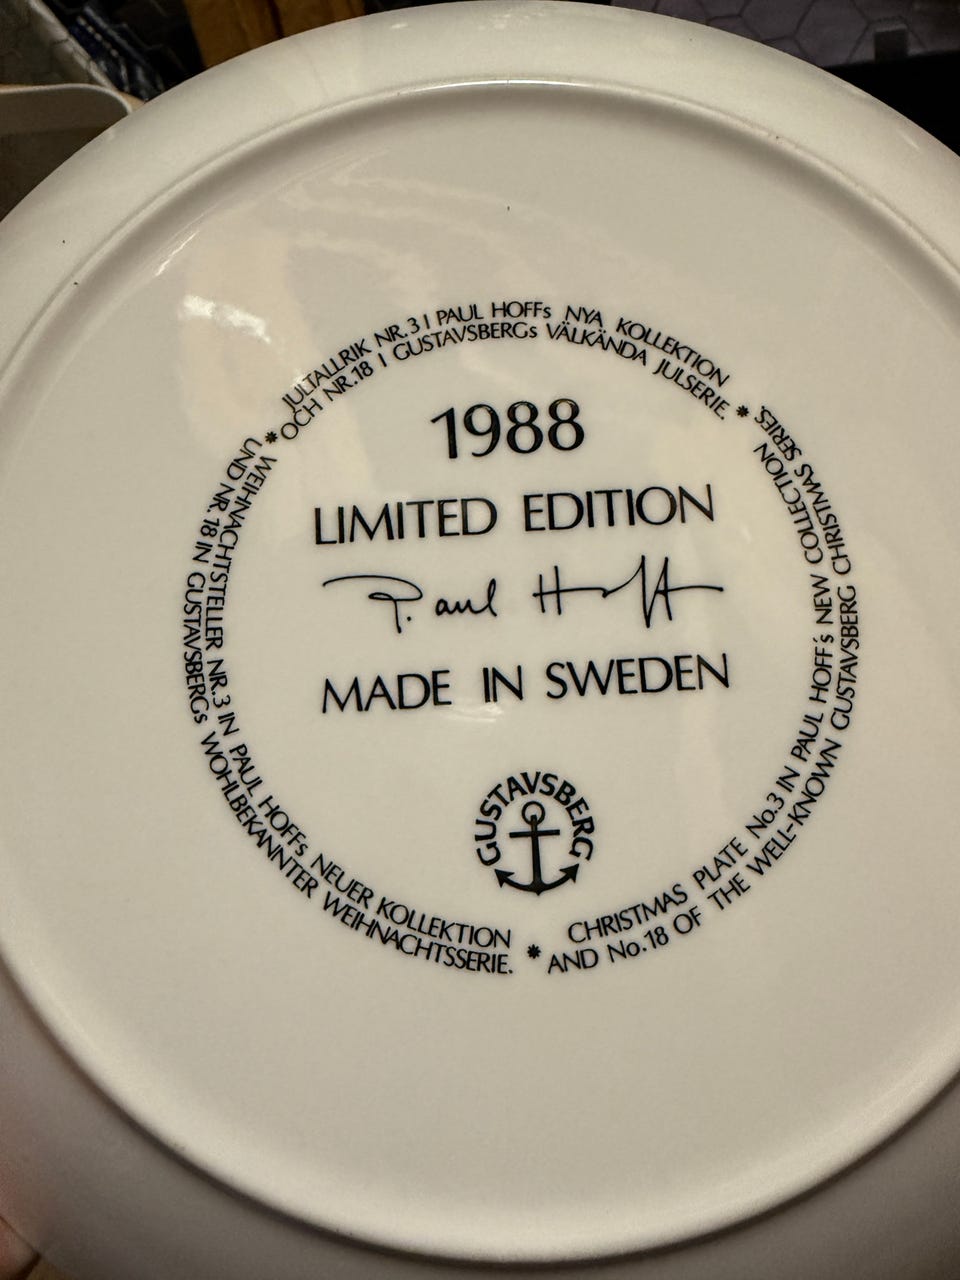 JULTALLRIK NR.3 I PAUL HOFFs NYA KOLLEKTION
OCH NR.18 I GUSTAVSBERGs VÄLKÄNDA JULSERIE.
*
CHRISTMAS PLATE No.3 IN PAUL HOFF's NEW COLLECTION
AND No.18 OF THE WELL-KNOWN GUSTAVSBERG CHRISTMAS SERIES.
*
WEIHNACHTSTELLER NR.3 IN PAUL HOFFs NEUER KOLLEKTION
UND NR.18 IN GUSTAVSBERGs WOHLBEKANNTER WEIHNACHTSSERIE.
*
1988
LIMITED EDITION
Paul Hoff
MADE IN SWEDEN
GUSTAVSBERG